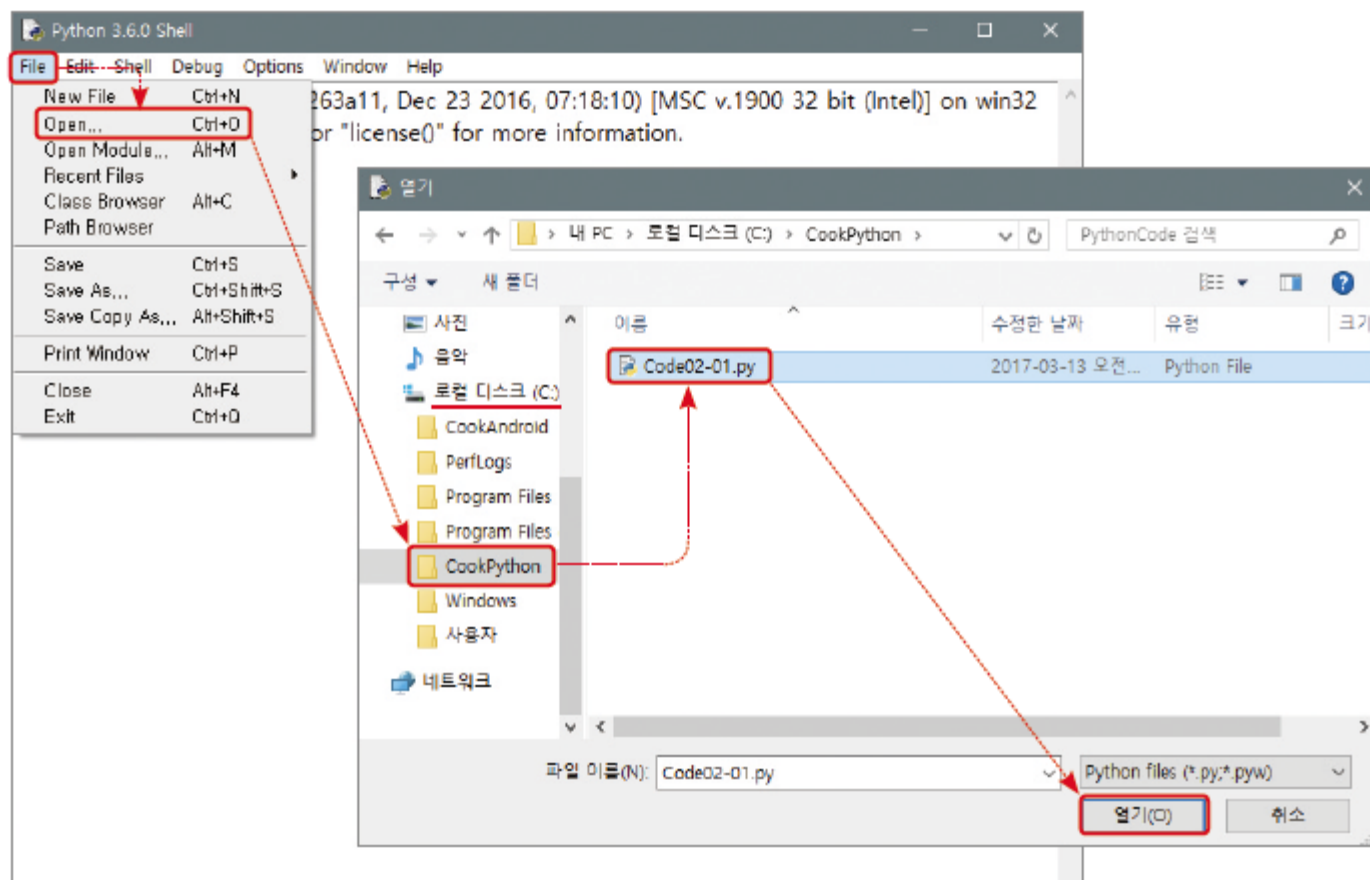 Python 3.6.0 Shell
File Edit Shell Debug Options Window Help
New File Ctrl+N
Open... Ctrl+O
Open Module... Alt+M
Recent Files
Class Browser Alt+C
Path Browser
Save Ctrl+S
Save As... Ctrl+Shift+S
Save Copy As... Alt+Shift+S
Print Window Ctrl+P
Close Alt+F4
Exit Ctrl+Q
263a11, Dec 23 2016, 07:18:10) [MSC v.1900 32 bit (Intel)] on win32
or "license()" for more information.
열기
내 PC > 로컬 디스크 (C:) > CookPython >
PythonCode 검색
구성 새 폴더
이름 수정한 날짜 유형 크기
Code02-01.py 2017-03-13 오전... Python File
사진
음악
로컬 디스크 (C:)
CookAndroid
PerfLogs
Program Files
Program Files
CookPython
Windows
사용자
네트워크
파일 이름(N): Code02-01.py
Python files (*.py;*.pyw)
열기(O) 취소